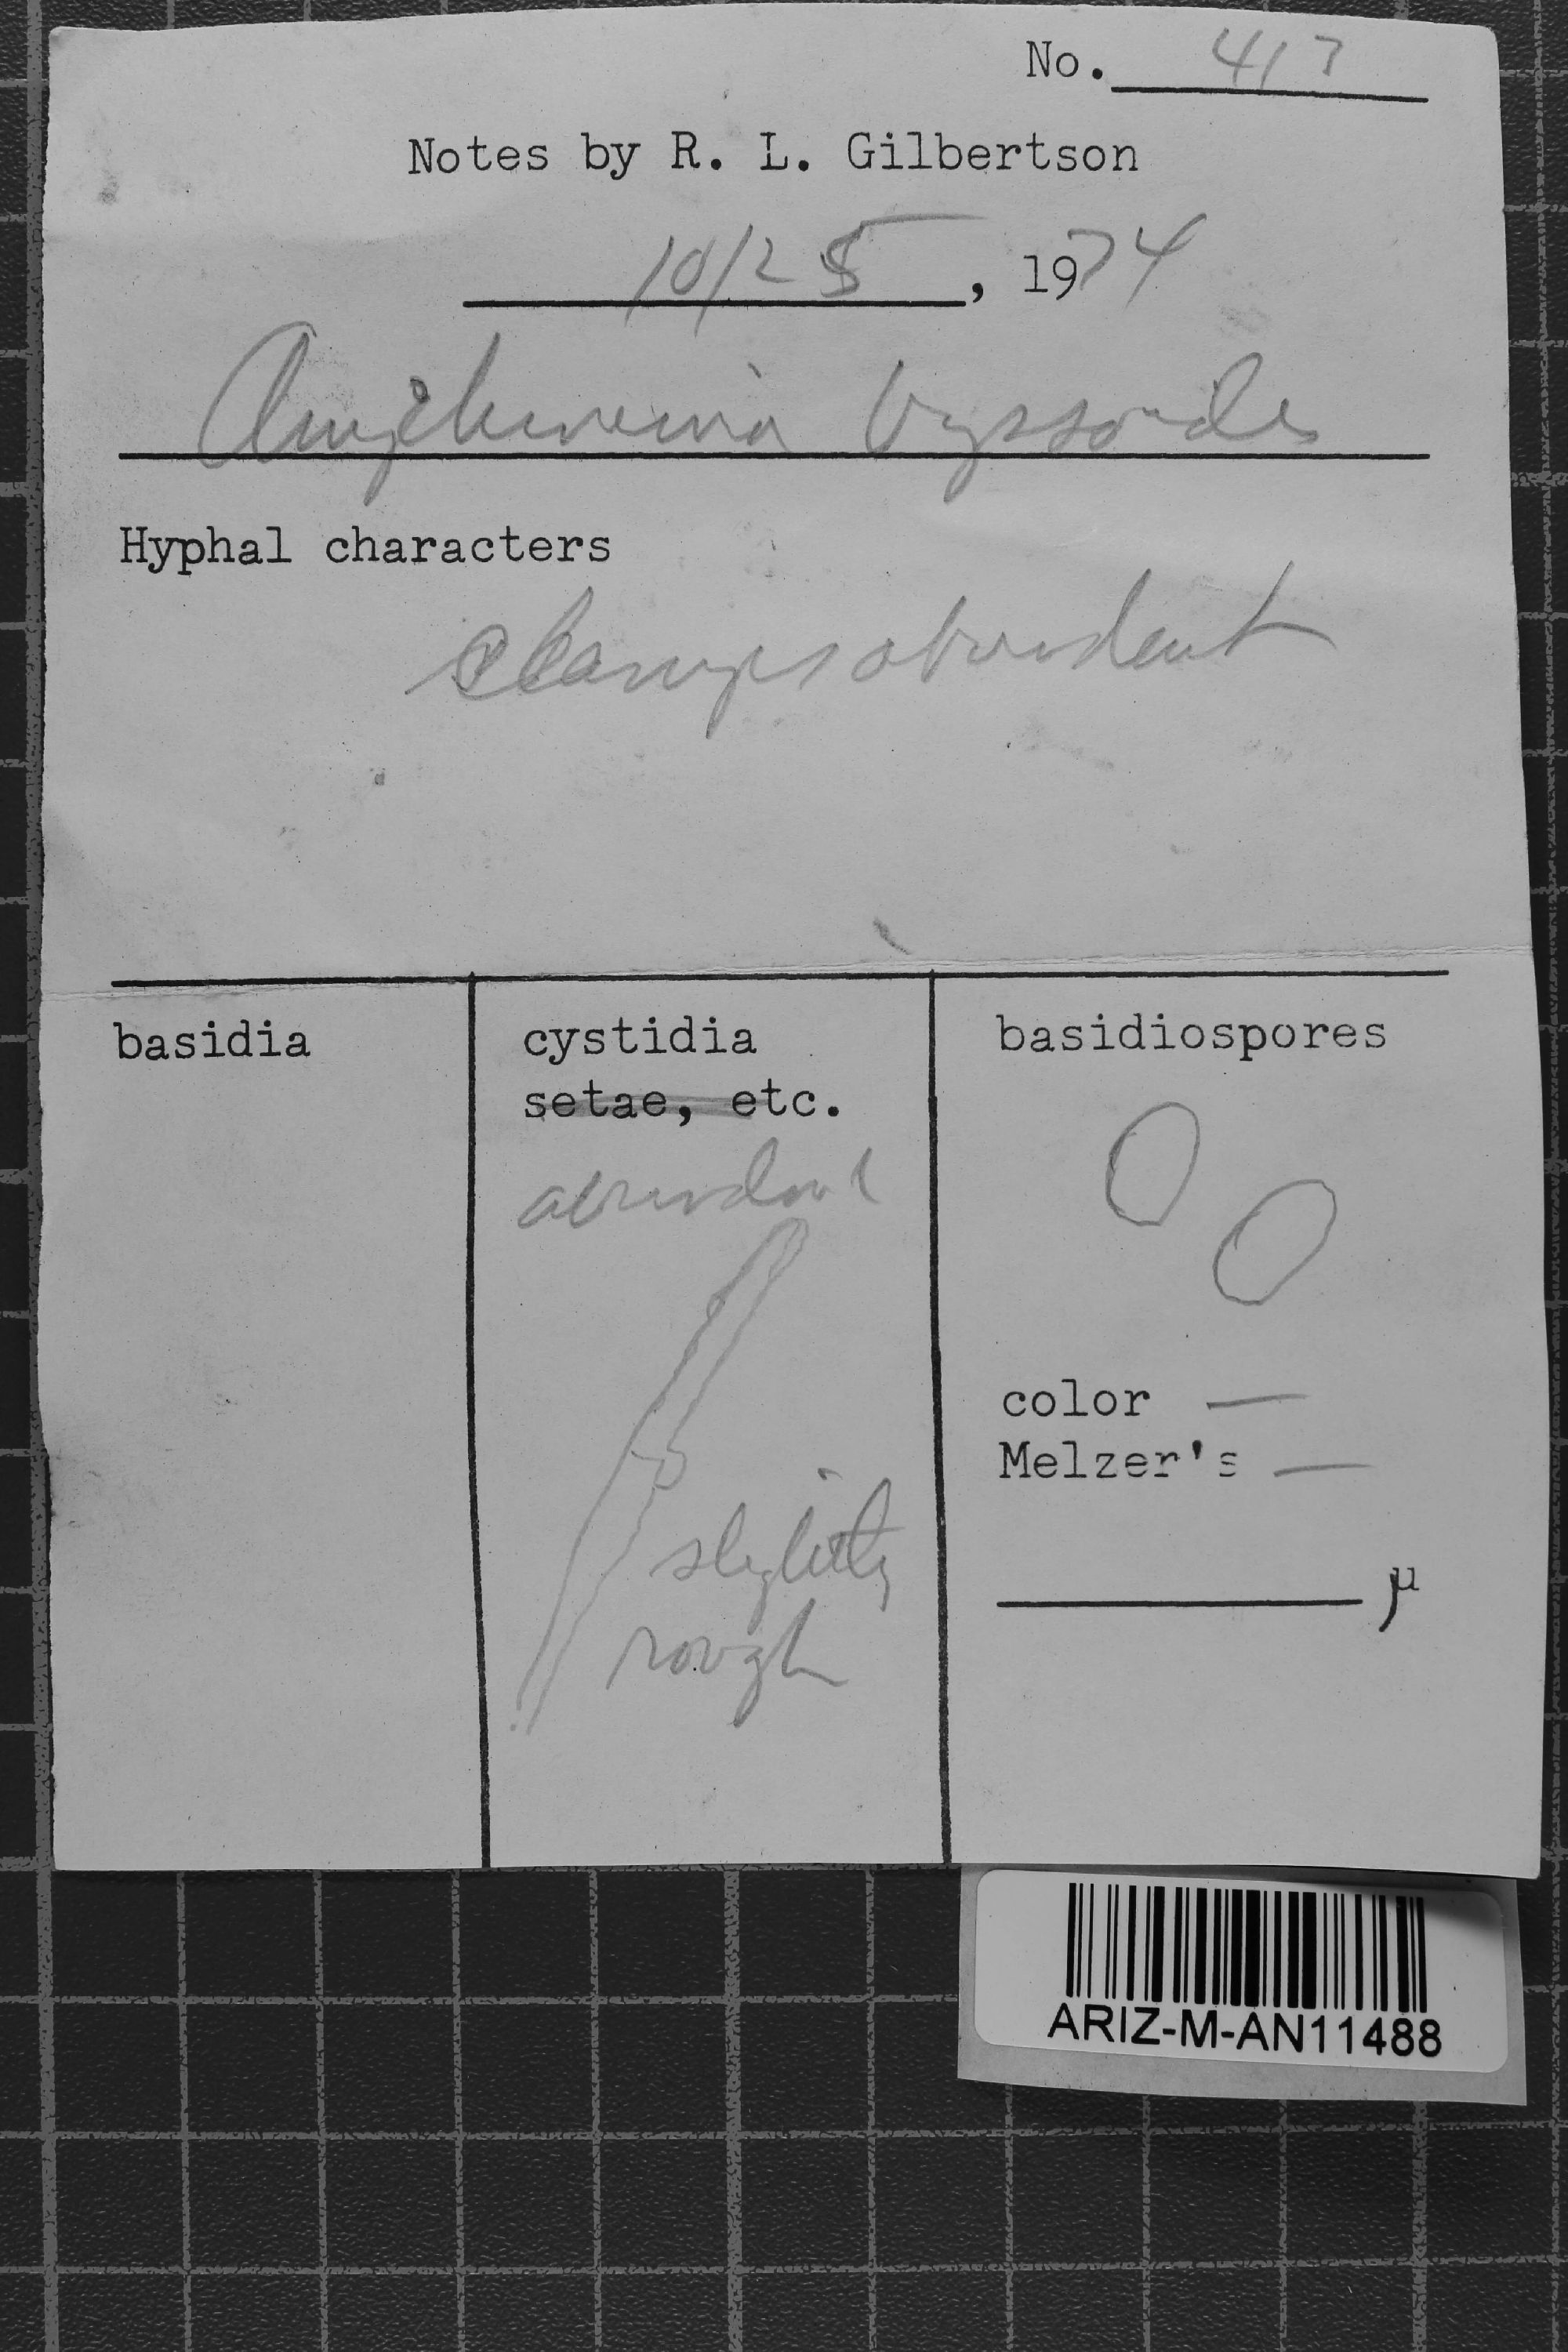 No. 417
Notes by R. L. Gilbertson
10/25, 1974
Amphinema byssoides
Hyphal characters
clamps abundant
basidia
cystidia
setae, etc.
abundant
slightly
rough
basidiospores
color —
Melzer's —
µ
ARIZ-M-AN11488